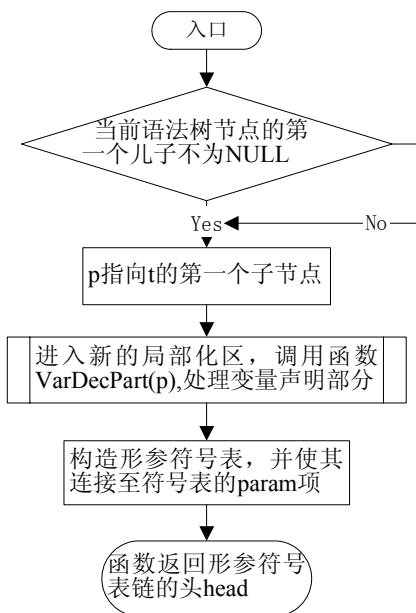 入口
当前语法树节点的第
一个儿子不为NULL
Yes
No
p指向t的第一个子节点
进入新的局部化区，调用函数
VarDecPart(p),处理变量声明部分
构造形参符号表，并使其
连接至符号表的param项
函数返回形参符号
表链的头head